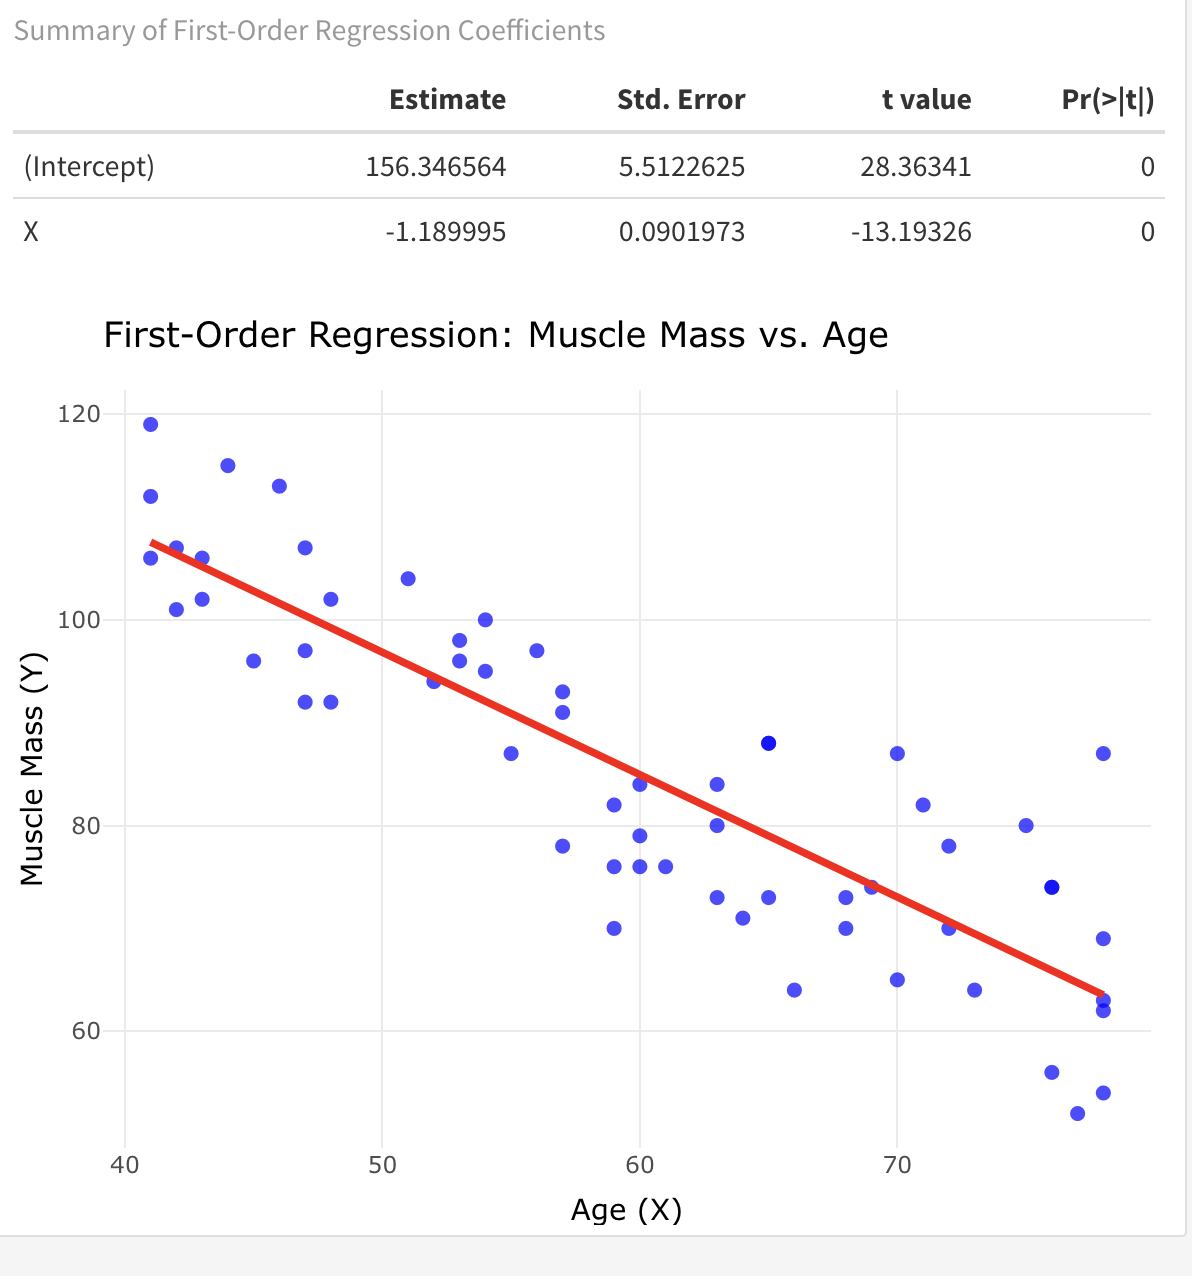 Summary of First-Order Regression Coefficients
Estimate Std. Error t value Pr(>|t|)
(Intercept) 156.346564 5.5122625 28.36341 0
X -1.189995 0.0901973 -13.19326 0
First-Order Regression: Muscle Mass vs. Age
120
100
80
60
Muscle Mass (Y)
40 50 60 70
Age (X)